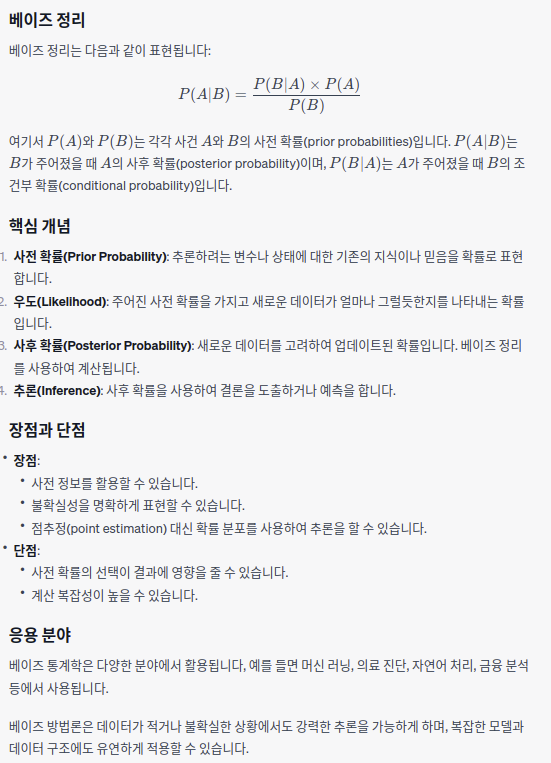 베이즈 정리
베이즈 정리는 다음과 같이 표현됩니다:
P(A|B) = P(B|A) × P(A) / P(B)
여기서 P(A)와 P(B)는 각각 사건 A와 B의 사전 확률(prior probabilities)입니다. P(A|B)는
B가 주어졌을 때 A의 사후 확률(posterior probability)이며, P(B|A)는 A가 주어졌을 때 B의 조
건부 확률(conditional probability)입니다.
핵심 개념
1. 사전 확률(Prior Probability): 추론하려는 변수나 상태에 대한 기존의 지식이나 믿음을 확률로 표현
합니다.
2. 우도(Likelihood): 주어진 사전 확률을 가지고 새로운 데이터가 얼마나 그럴듯한지를 나타내는 확률
입니다.
3. 사후 확률(Posterior Probability): 새로운 데이터를 고려하여 업데이트된 확률입니다. 베이즈 정리
를 사용하여 계산됩니다.
4. 추론(Inference): 사후 확률을 사용하여 결론을 도출하거나 예측을 합니다.
장점과 단점
• 장점:
• 사전 정보를 활용할 수 있습니다.
• 불확실성을 명확하게 표현할 수 있습니다.
• 점추정(point estimation) 대신 확률 분포를 사용하여 추론을 할 수 있습니다.
• 단점:
• 사전 확률의 선택이 결과에 영향을 줄 수 있습니다.
• 계산 복잡성이 높을 수 있습니다.
응용 분야
베이즈 통계학은 다양한 분야에서 활용됩니다, 예를 들면 머신 러닝, 의료 진단, 자연어 처리, 금융 분석
등에서 사용됩니다.
베이즈 방법론은 데이터가 적거나 불확실한 상황에서도 강력한 추론을 가능하게 하며, 복잡한 모델과
데이터 구조에도 유연하게 적용할 수 있습니다.